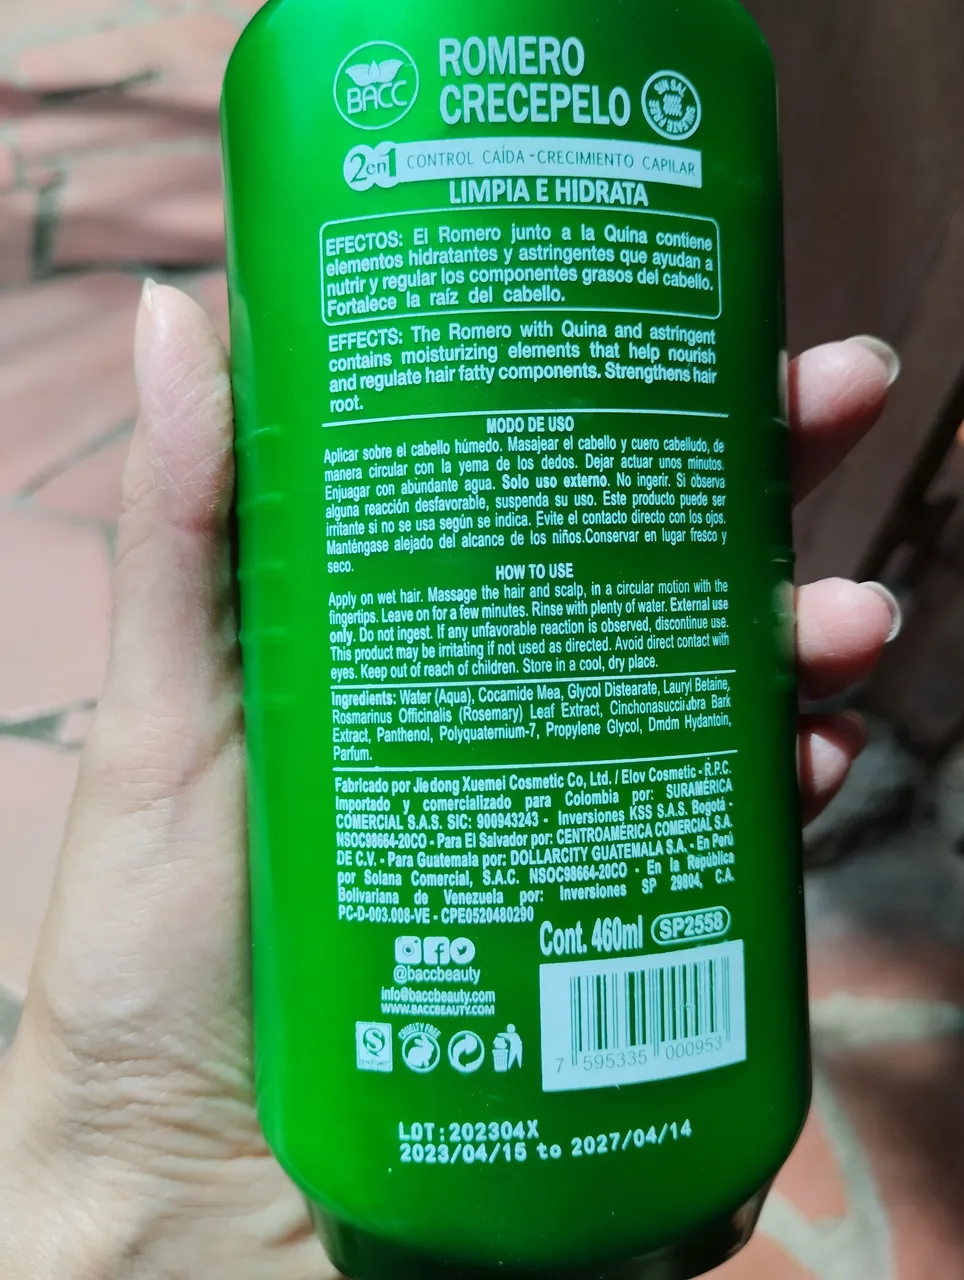 BACC
ROMERO
CRECEPELO
SIN SAL
100%
SULFATE FREE
2en1 CONTROL CAÍDA - CRECIMIENTO CAPILAR
LIMPIA E HIDRATA
EFECTOS: El Romero junto a la Quina contiene
elementos hidratantes y astringentes que ayudan a
nutrir y regular los componentes grasos del cabello.
Fortalece la raíz del cabello.
EFFECTS: The Romero with Quina and astringent
contains moisturizing elements that help nourish
and regulate hair fatty components. Strengthens hair
root.
MODO DE USO
Aplicar sobre el cabello húmedo. Masajear el cabello y cuero cabelludo, de
manera circular con la yema de los dedos. Dejar actuar unos minutos.
Enjuagar con abundante agua. Solo uso externo. No ingerir. Si observa
alguna reacción desfavorable, suspenda su uso. Este producto puede ser
irritante si no se usa según se indica. Evite el contacto directo con los ojos.
Manténgase alejado del alcance de los niños.Conservar en lugar fresco y
seco.
HOW TO USE
Apply on wet hair. Massage the hair and scalp, in a circular motion with the
fingertips. Leave on for a few minutes. Rinse with plenty of water. External use
only. Do not ingest. If any unfavorable reaction is observed, discontinue use.
This product may be irritating if not used as directed. Avoid direct contact with
eyes. Keep out of reach of children. Store in a cool, dry place.
Ingredients: Water (Aqua), Cocamide Mea, Glycol Distearate, Lauryl Betaine,
Rosmarinus Officinalis (Rosemary) Leaf Extract, Bark
Extract, Panthenol, Polyquaternium-7, Propylene Glycol, Dmdm Hydantoin,
Parfum.
Fabricado por Jiedong Xuemei Cosmetic Co, Ltd. / Elov Cosmetic - R.P.C.
Importado y comercializado para Colombia por: SURAMÉRICA
COMERCIAL S.A.S. SIC: 900943243 - Inversiones KSS S.A.S. Bogotá -
NSOC98664-20CO - Para El Salvador por: CENTROAMÉRICA COMERCIAL S.A.
DE C.V. - Para Guatemala por: DOLLARCITY GUATEMALA S.A. - En Perú
por Solana Comercial, S.A.C. NSOC98664-20CO - En la República
Bolivariana de Venezuela por: Inversiones SP 29804, C.A.
PC-D-003.008-VE - CPE0520480290
Cont. 460ml SP2558
@baccbeauty
info@baccbeauty.com
WWW.BACCBEAUTY.COM
CRUELTY FREE
7 595335 000953
LOT:202304X
2023/04/15 to 2027/04/14